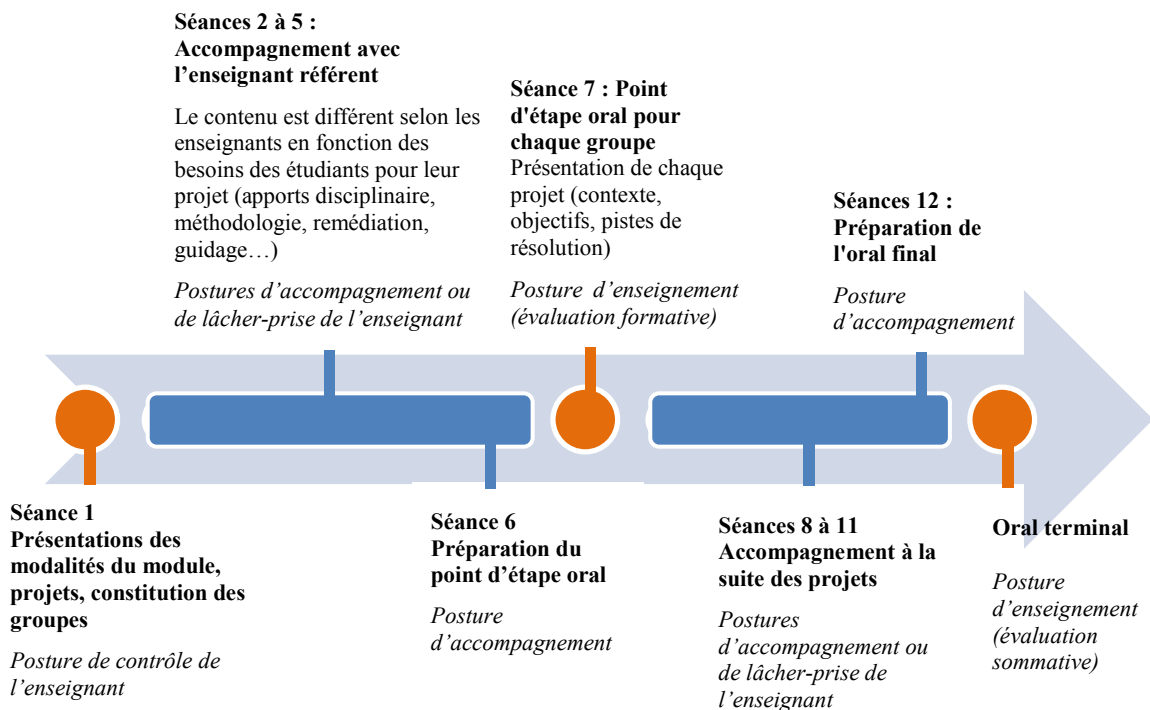 Séances 2 à 5 :
Accompagnement avec
l'enseignant référent
Le contenu est différent selon les
enseignants en fonction des
besoins des étudiants pour leur
projet (apports disciplinaire,
méthodologie, remédiation,
guidage…)
Postures d'accompagnement ou
de lâcher-prise de l'enseignant
Séance 7 : Point
d'étape oral pour
chaque groupe
Présentation de chaque
projet (contexte,
objectifs, pistes de
résolution)
Posture d'enseignement
(évaluation formative)
Séances 12 :
Préparation de
l'oral final
Posture
d'accompagnement
Séance 1
Présentations des
modalités du module,
projets, constitution des
groupes
Posture de contrôle de
l'enseignant
Séance 6
Préparation du
point d'étape oral
Posture
d'accompagnement
Séances 8 à 11
Accompagnement à la
suite des projets
Postures
d'accompagnement ou
de lâcher-prise de
l'enseignant
Oral terminal
Posture
d'enseignement
(évaluation
sommative)